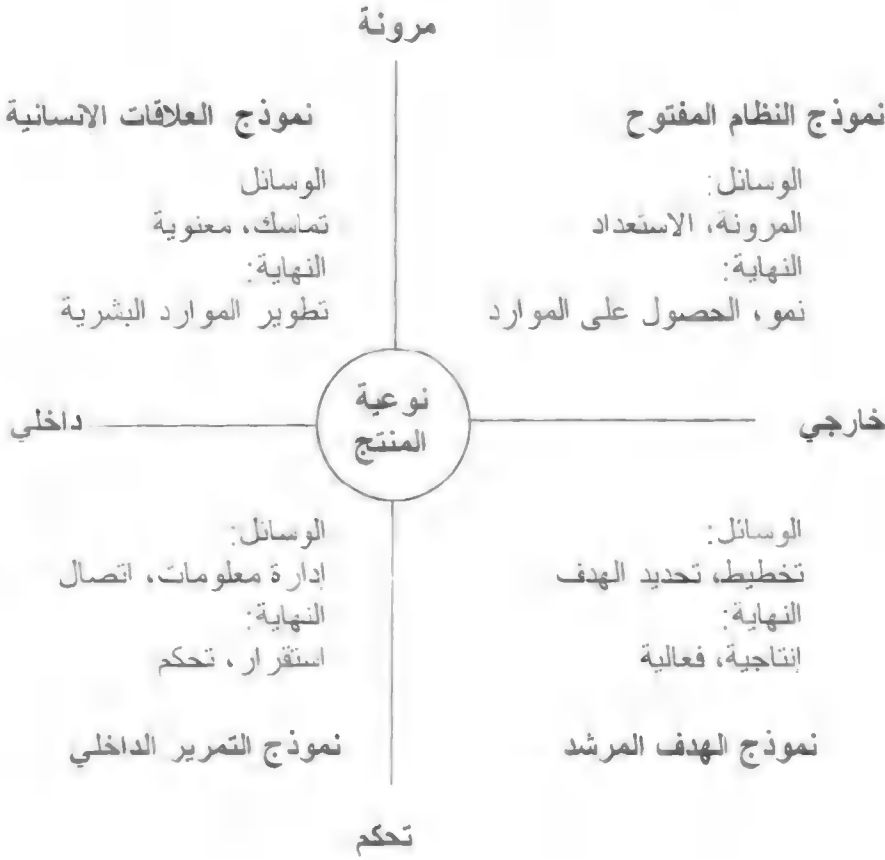 مرونة
نموذج النظام المفتوح
الوسائل:
المرونة، الاستعداد
النهاية:
نمو، الحصول على الموارد
نموذج العلاقات الانسانية
الوسائل
تماسك، معنوية
النهاية:
تطوير الموارد البشرية
خارجي
نوعية
المنتج
داخلي
الوسائل:
تخطيط، تحديد الهدف
النهاية:
إنتاجية، فعالية
نموذج الهدف المرشد
الوسائل:
إدارة معلومات، اتصال
النهاية:
استقرار، تحكم
نموذج التمرير الداخلي
تحكم